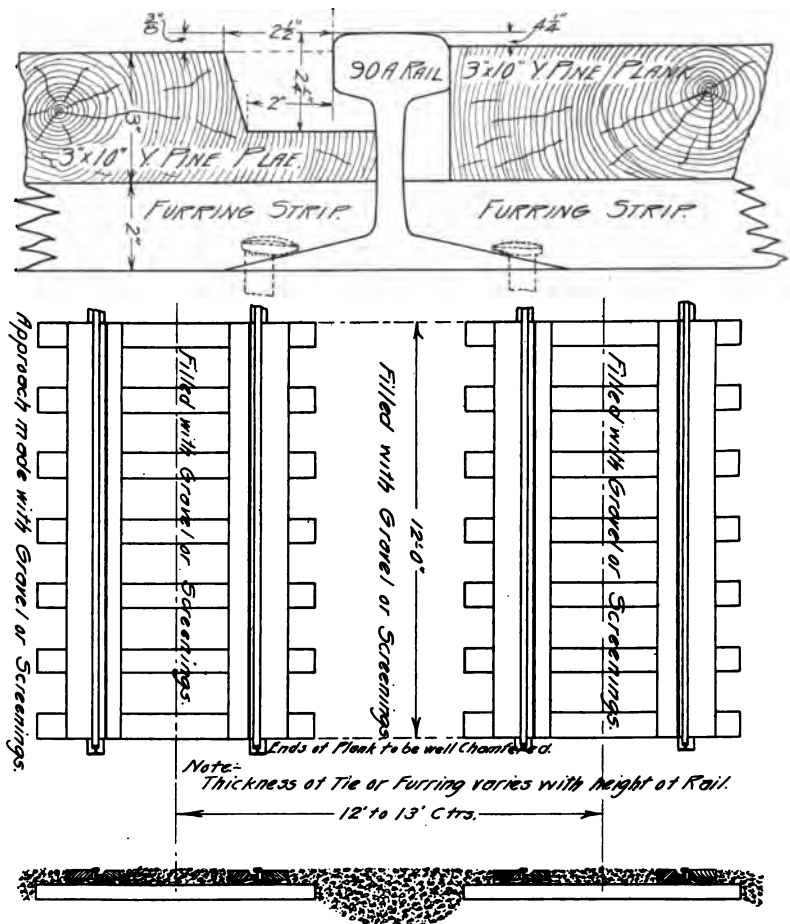 3/8"
2 1/2"
4 1/4"
90 A RAIL
3"x10" Y. PINE PLANK
2 1/4"
2"
3"
3"x10" Y. PINE PLAE.
FURRING STRIP.
FURRING STRIP.
2"
Approach made with Gravel or Screenings.
Filled with Gravel or Screenings.
Filled with Gravel or Screenings
12'-0"
Filled with Gravel or Screenings.
Ends of Plank to be well Chamfered.
Note:-
Thickness of Tie or Furring varies with height of Rail.
12' to 13' Ctrs.